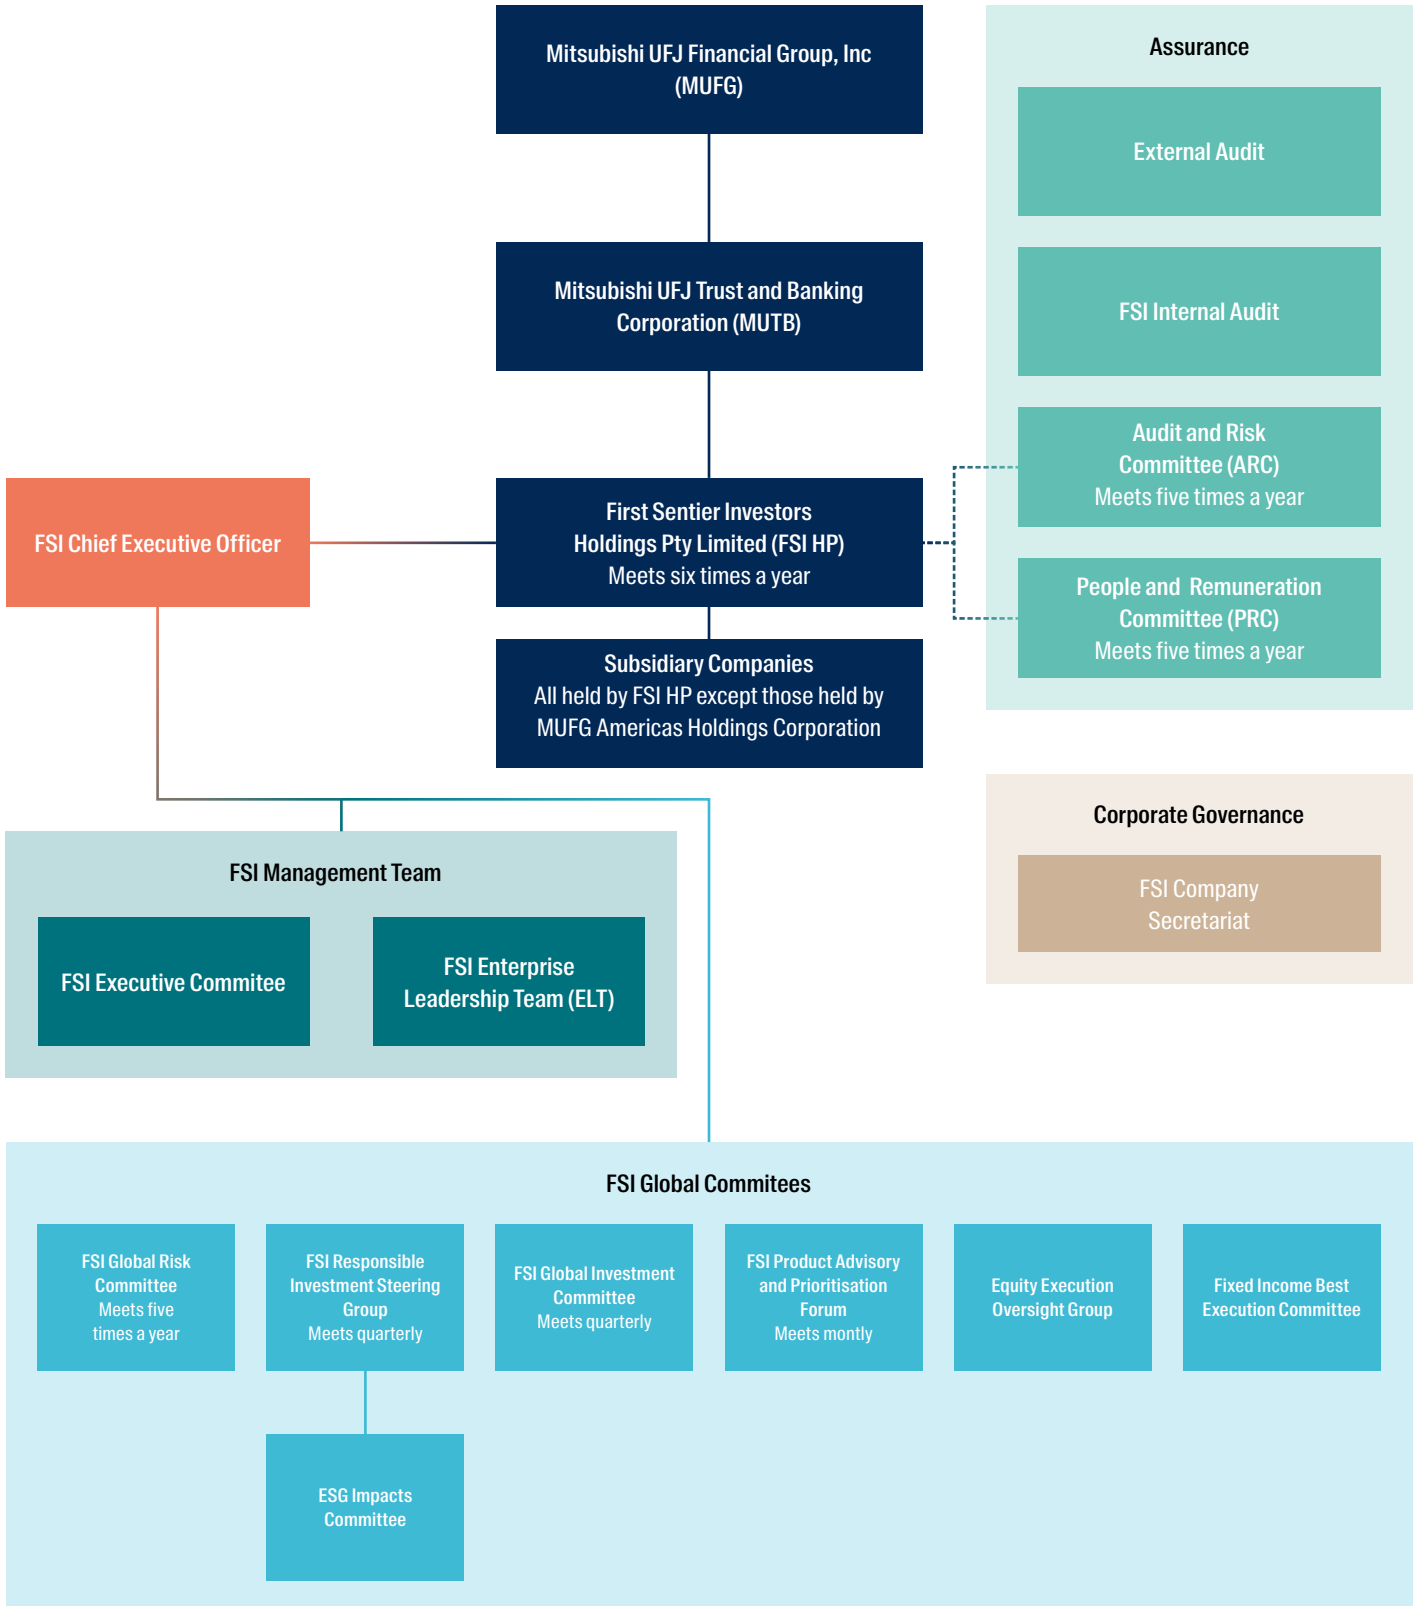 Mitsubishi UFJ Financial Group, Inc
(MUFG)
Mitsubishi UFJ Trust and Banking
Corporation (MUTB)
First Sentier Investors
Holdings Pty Limited (FSI HP)
Meets six times a year
Subsidiary Companies
All held by FSI HP except those held by
MUFG Americas Holdings Corporation
FSI Chief Executive Officer
Assurance
External Audit
FSI Internal Audit
Audit and Risk
Committee (ARC)
Meets five times a year
People and Remuneration
Committee (PRC)
Meets five times a year
Corporate Governance
FSI Company
Secretariat
FSI Management Team
FSI Executive Commitee
FSI Enterprise
Leadership Team (ELT)
FSI Global Commitees
FSI Global Risk
Committee
Meets five
times a year
FSI Responsible
Investment Steering
Group
Meets quarterly
FSI Global Investment
Committee
Meets quarterly
FSI Product Advisory
and Prioritisation
Forum
Meets montly
Equity Execution
Oversight Group
Fixed Income Best
Execution Committee
ESG Impacts
Committee